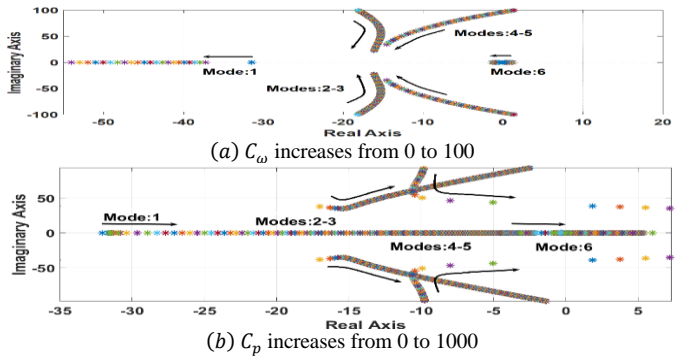 Imaginary Axis
100
50
0
-50
-100
Mode:1
Modes:2-3
Modes:4-5
Mode:6
-50
-40
-30
-20
-10
0
10
20
Real Axis
(a) C_ω increases from 0 to 100
Imaginary Axis
50
0
-50
Mode:1
Modes:2-3
Modes:4-5
Mode:6
-35
-30
-25
-20
-15
-10
-5
0
5
Real Axis
(b) C_p increases from 0 to 1000